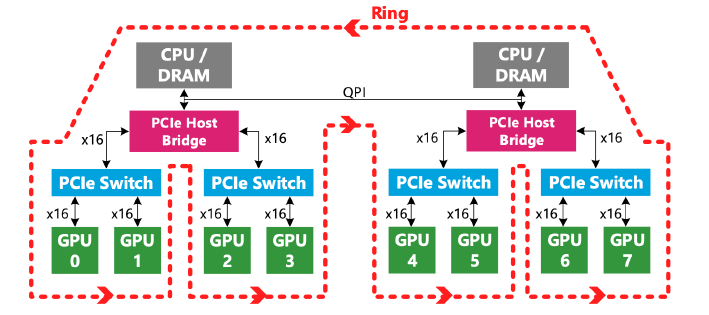 Ring
CPU /
DRAM
CPU /
DRAM
QPI
PCIe Host
Bridge
PCIe Host
Bridge
x16
x16
x16
x16
PCIe Switch
PCIe Switch
PCIe Switch
PCIe Switch
x16
x16
x16
x16
x16
x16
x16
x16
GPU
0
GPU
1
GPU
2
GPU
3
GPU
4
GPU
5
GPU
6
GPU
7